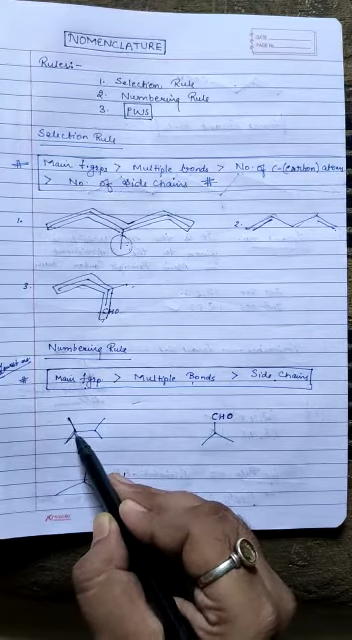 NOMENCLATURE
DATE
PAGE No.
Rules:-
1. Selection Rule
2. Numbering Rule
3. PWS
Selection Rule
# Main f.grps > Multiple bonds > No. of C-(carbon) atoms
> No. of Side Chains #
1.
2.
3.
CHO
Numbering Rule
# Main f.grp > Multiple Bonds > Side Chains
CHO